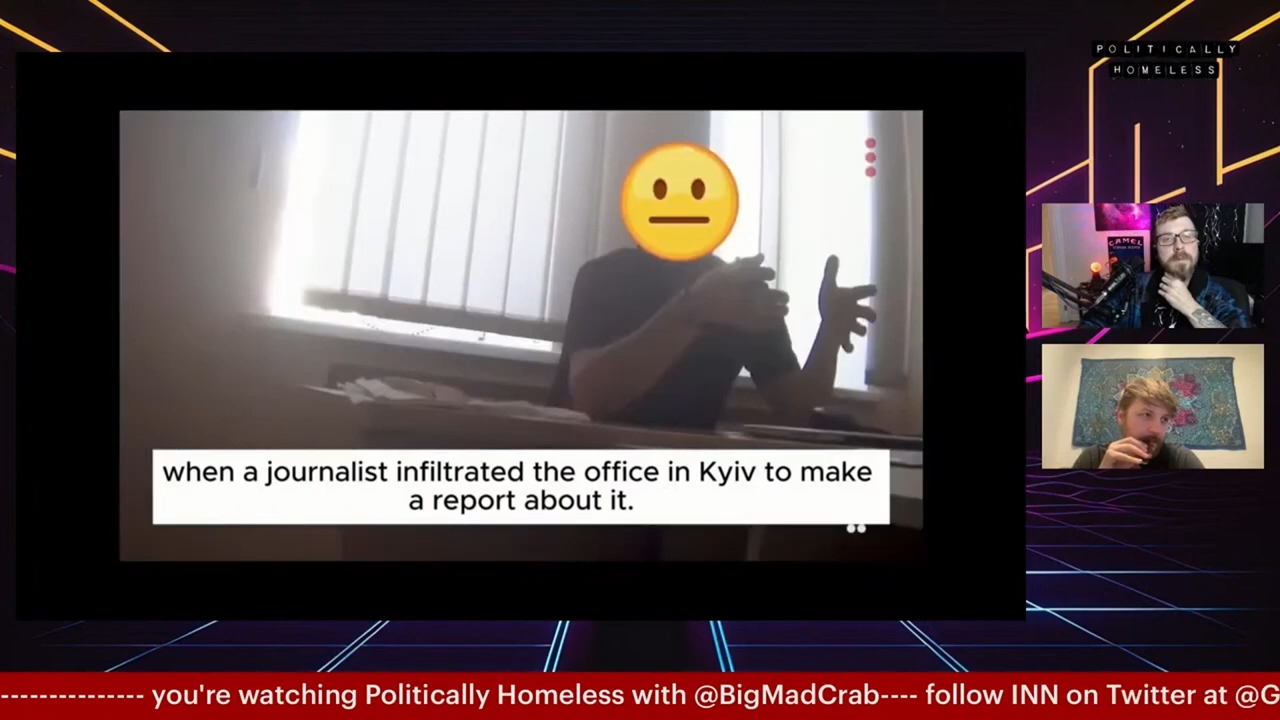 POLITICALLY
HOMELESS
CAMEL
when a journalist infiltrated the office in Kyiv to make
a report about it.
--------------- you're watching Politically Homeless with @BigMadCrab---- follow INN on Twitter at @G